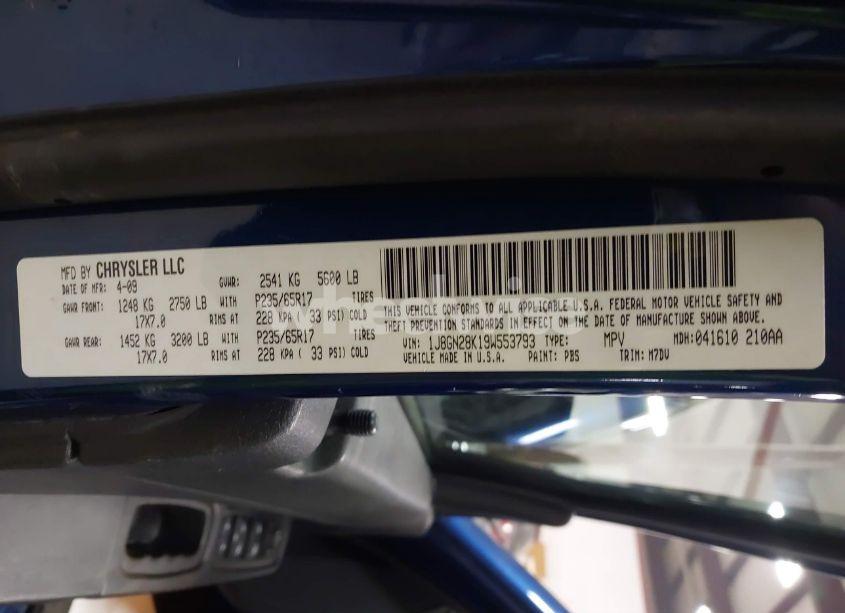 MFD BY CHRYSLER LLC
DATE OF MFR: 4-09 GVWR: 2541 KG 5600 LB
GAWR FRONT: 1248 KG 2750 LB WITH P235/65R17 TIRES
17X7.0 RIMS AT 228 KPA ( 33 PSI) COLD
GAWR REAR: 1452 KG 3200 LB WITH P235/65R17 TIRES
17X7.0 RIMS AT 228 KPA ( 33 PSI) COLD
THIS VEHICLE CONFORMS TO ALL APPLICABLE U.S.A. FEDERAL MOTOR VEHICLE SAFETY AND
THEFT PREVENTION STANDARDS IN EFFECT ON THE DATE OF MANUFACTURE SHOWN ABOVE.
VIN: 1J8GN28K19W553793 TYPE: MPV MDH: 041610 210AA
VEHICLE MADE IN U.S.A. PAINT: PBS TRIM: M7DV